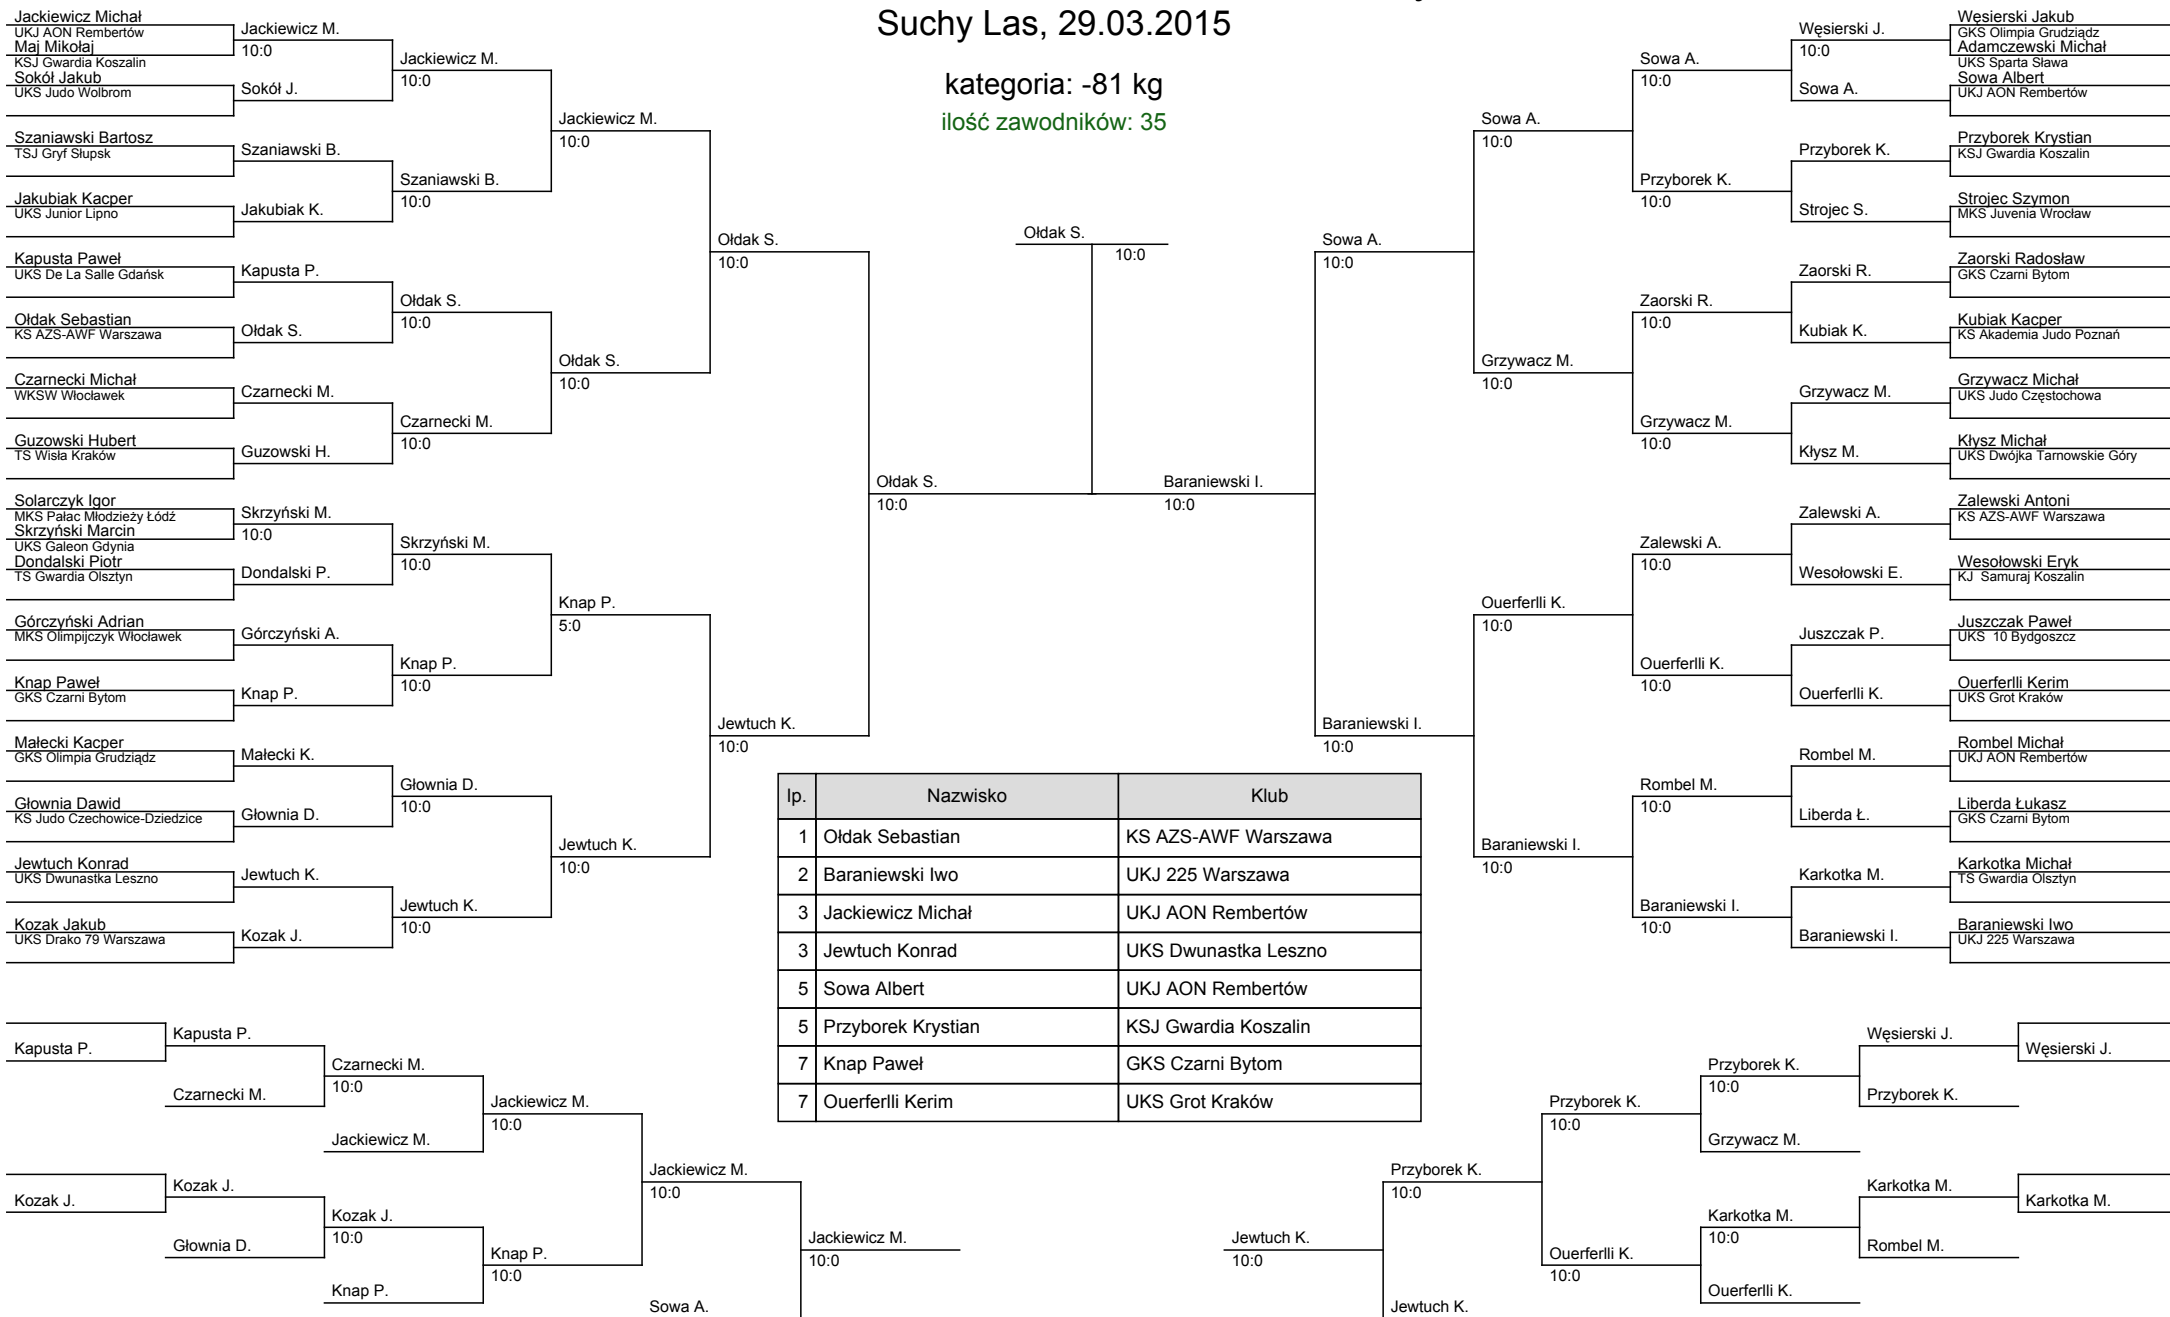 Suchy Las, 29.03.2015
kategoria: -81 kg
ilość zawodników: 35
Jackiewicz Michał
UKJ AON Rembertów
Maj Mikołaj
KSJ Gwardia Koszalin
Sokół Jakub
UKS Judo Wolbrom
Szaniawski Bartosz
TSJ Gryf Słupsk
Jakubiak Kacper
UKS Junior Lipno
Kapusta Paweł
UKS De La Salle Gdańsk
Ołdak Sebastian
KS AZS-AWF Warszawa
Czarnecki Michał
WKSW Włocławek
Guzowski Hubert
TS Wisła Kraków
Solarczyk Igor
MKS Pałac Młodzieży Łódź
Skrzyński Marcin
UKS Galeon Gdynia
Dondalski Piotr
TS Gwardia Olsztyn
Górczyński Adrian
MKS Olimpijczyk Włocławek
Knap Paweł
GKS Czarni Bytom
Małecki Kacper
GKS Olimpia Grudziądz
Głownia Dawid
KS Judo Czechowice-Dziedzice
Jewtuch Konrad
UKS Dwunastka Leszno
Kozak Jakub
UKS Drako 79 Warszawa
Jackiewicz M.
10:0
Sokół J.
Szaniawski B.
Jakubiak K.
Kapusta P.
Ołdak S.
Czarnecki M.
Guzowski H.
Skrzyński M.
10:0
Dondalski P.
Górczyński A.
Knap P.
Małecki K.
Głownia D.
Jewtuch K.
Kozak J.
Jackiewicz M.
10:0
Szaniawski B.
10:0
Ołdak S.
10:0
Czarnecki M.
10:0
Skrzyński M.
10:0
Knap P.
10:0
Głownia D.
10:0
Jewtuch K.
10:0
Jackiewicz M.
10:0
Ołdak S.
10:0
Knap P.
5:0
Jewtuch K.
10:0
Ołdak S.
10:0
Jewtuch K.
10:0
Ołdak S.
10:0
Ołdak S.
10:0
Baraniewski I.
10:0
Sowa A.
10:0
Baraniewski I.
10:0
Sowa A.
10:0
Grzywacz M.
10:0
Ouerferlli K.
10:0
Baraniewski I.
10:0
Sowa A.
10:0
Przyborek K.
10:0
Zaorski R.
10:0
Grzywacz M.
10:0
Zalewski A.
10:0
Ouerferlli K.
10:0
Rombel M.
10:0
Baraniewski I.
10:0
Węsierski J.
10:0
Sowa A.
Przyborek K.
Strojec S.
Zaorski R.
Kubiak K.
Grzywacz M.
Kłysz M.
Zalewski A.
Wesołowski E.
Juszczak P.
Ouerferlli K.
Rombel M.
Liberda Ł.
Karkotka M.
Baraniewski I.
Węsierski Jakub
GKS Olimpia Grudziądz
Adamczewski Michał
UKS Sparta Sława
Sowa Albert
UKJ AON Rembertów
Przyborek Krystian
KSJ Gwardia Koszalin
Strojec Szymon
MKS Juvenia Wrocław
Zaorski Radosław
GKS Czarni Bytom
Kubiak Kacper
KS Akademia Judo Poznań
Grzywacz Michał
UKS Judo Częstochowa
Kłysz Michał
UKS Dwójka Tarnowskie Góry
Zalewski Antoni
KS AZS-AWF Warszawa
Wesołowski Eryk
KJ Samuraj Koszalin
Juszczak Paweł
UKS 10 Bydgoszcz
Ouerferlli Kerim
UKS Grot Kraków
Rombel Michał
UKJ AON Rembertów
Liberda Łukasz
GKS Czarni Bytom
Karkotka Michał
TS Gwardia Olsztyn
Baraniewski Iwo
UKJ 225 Warszawa
lp. Nazwisko Klub
1 Ołdak Sebastian KS AZS-AWF Warszawa
2 Baraniewski Iwo UKJ 225 Warszawa
3 Jackiewicz Michał UKJ AON Rembertów
3 Jewtuch Konrad UKS Dwunastka Leszno
5 Sowa Albert UKJ AON Rembertów
5 Przyborek Krystian KSJ Gwardia Koszalin
7 Knap Paweł GKS Czarni Bytom
7 Ouerferlli Kerim UKS Grot Kraków
Kapusta P.
Kozak J.
Kapusta P.
Czarnecki M.
Kozak J.
Głownia D.
Czarnecki M.
10:0
Jackiewicz M.
Kozak J.
10:0
Knap P.
Jackiewicz M.
10:0
Knap P.
10:0
Jackiewicz M.
10:0
Sowa A.
Jackiewicz M.
10:0
Jewtuch K.
10:0
Przyborek K.
10:0
Jewtuch K.
Przyborek K.
10:0
Ouerferlli K.
10:0
Przyborek K.
10:0
Grzywacz M.
Karkotka M.
10:0
Ouerferlli K.
Węsierski J.
Przyborek K.
Karkotka M.
Rombel M.
Węsierski J.
Karkotka M.